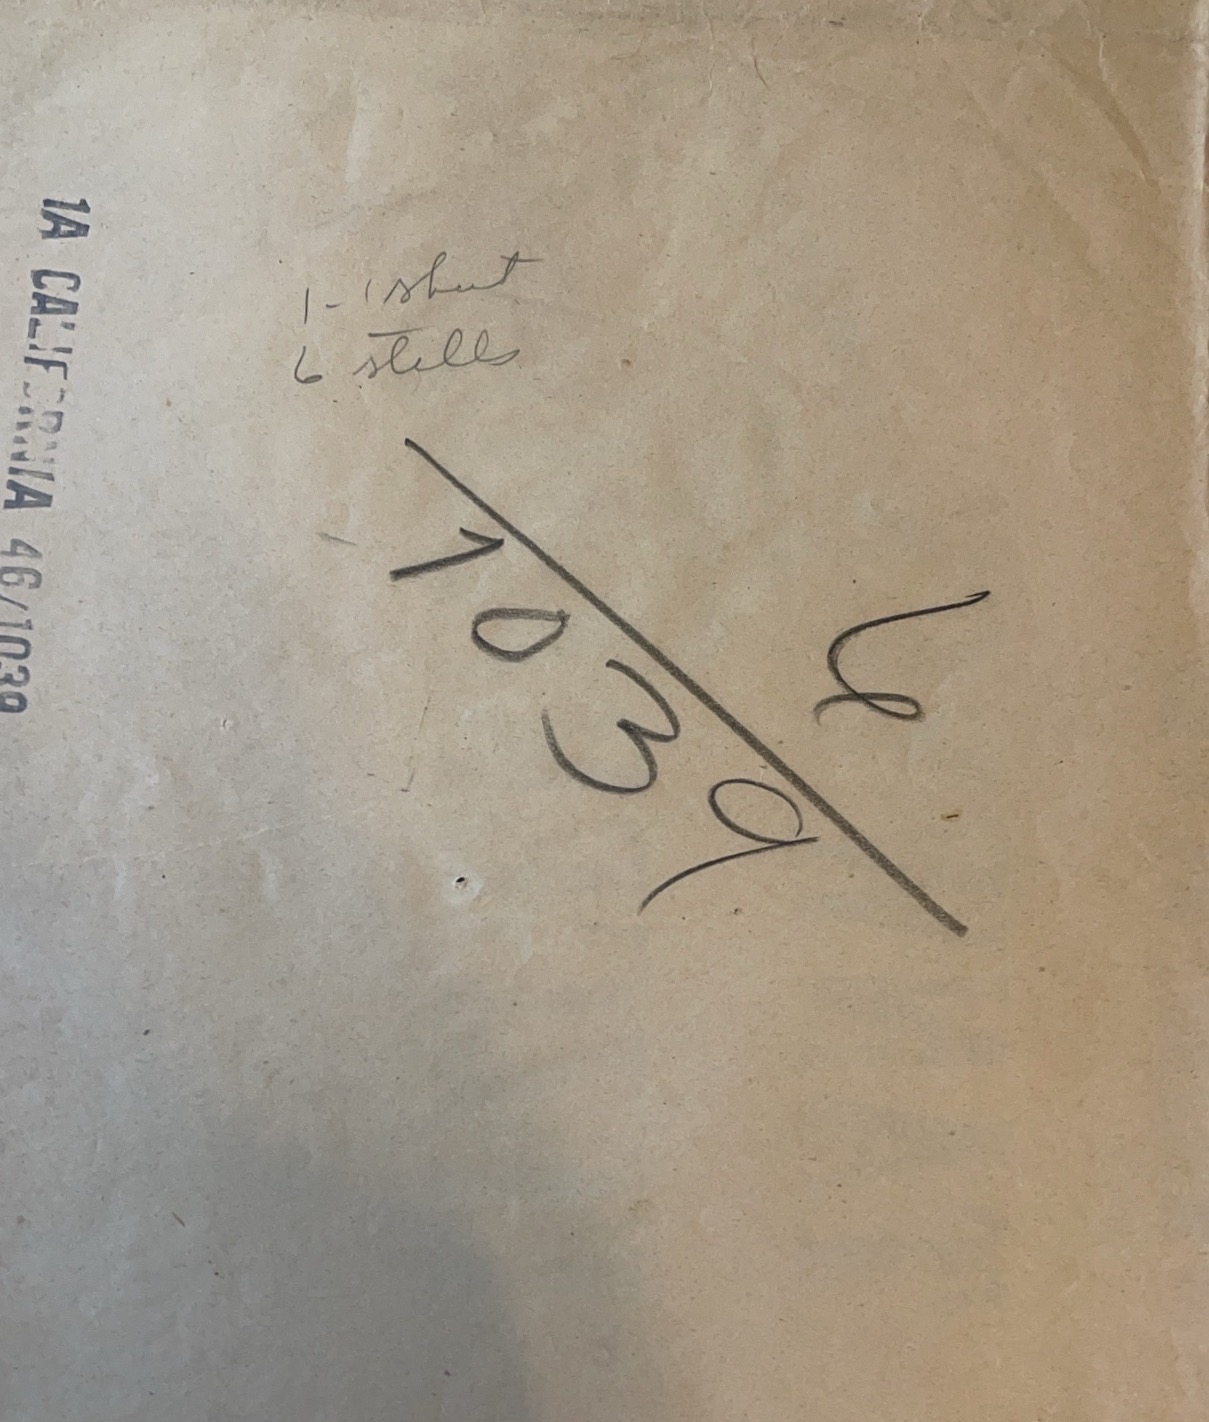 1A CALIFORNIA 46/1039
1-1 sheet
6 stills
6
1039